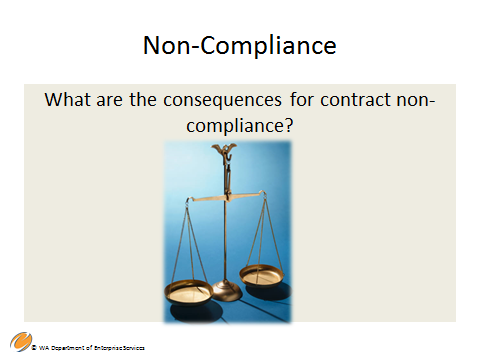 Non-Compliance
What are the consequences for contract non-
compliance?
© WA Department of Enterprise Services